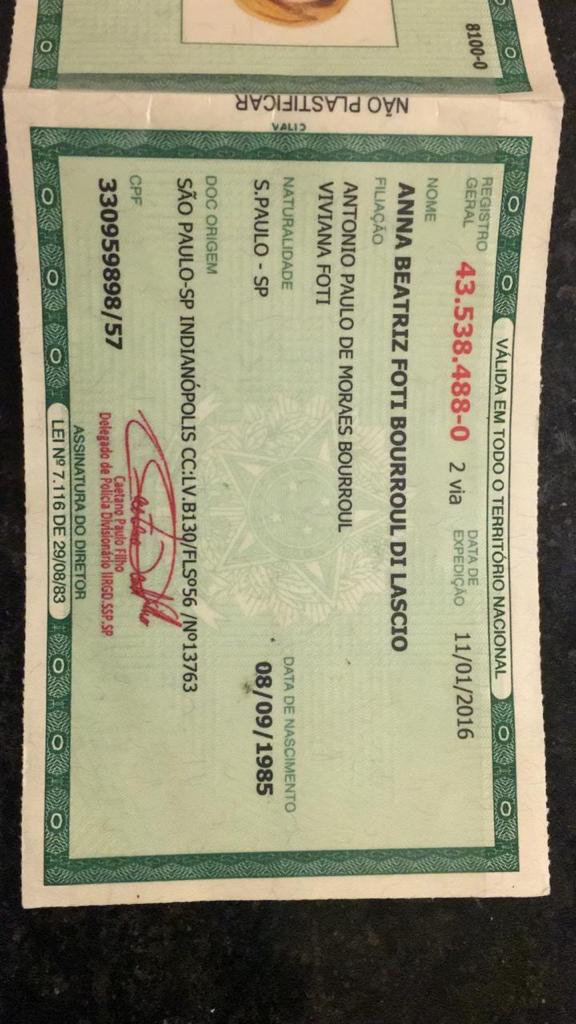 8100-0
NÃO PLASTIFICAR
VÁLIDA EM TODO O TERRITÓRIO NACIONAL
REGISTRO GERAL 43.538.488-0 2 via DATA DE EXPEDIÇÃO 11/01/2016
NOME
ANNA BEATRIZ FOTI BOURROUL DI LASCIO
FILIAÇÃO
ANTONIO PAULO DE MORAES BOURROUL
VIVIANA FOTI
NATURALIDADE DATA DE NASCIMENTO
S.PAULO - SP 08/09/1985
DOC ORIGEM
SÃO PAULO-SP INDIANÓPOLIS CC:LV.B130/FLSº56 /Nº13763
CPF
330959898/57
Caetano Paulo Filho
Delegado de Polícia Divisionário IIRGD.SSP.SP
ASSINATURA DO DIRETOR
LEI Nº 7.116 DE 29/08/83